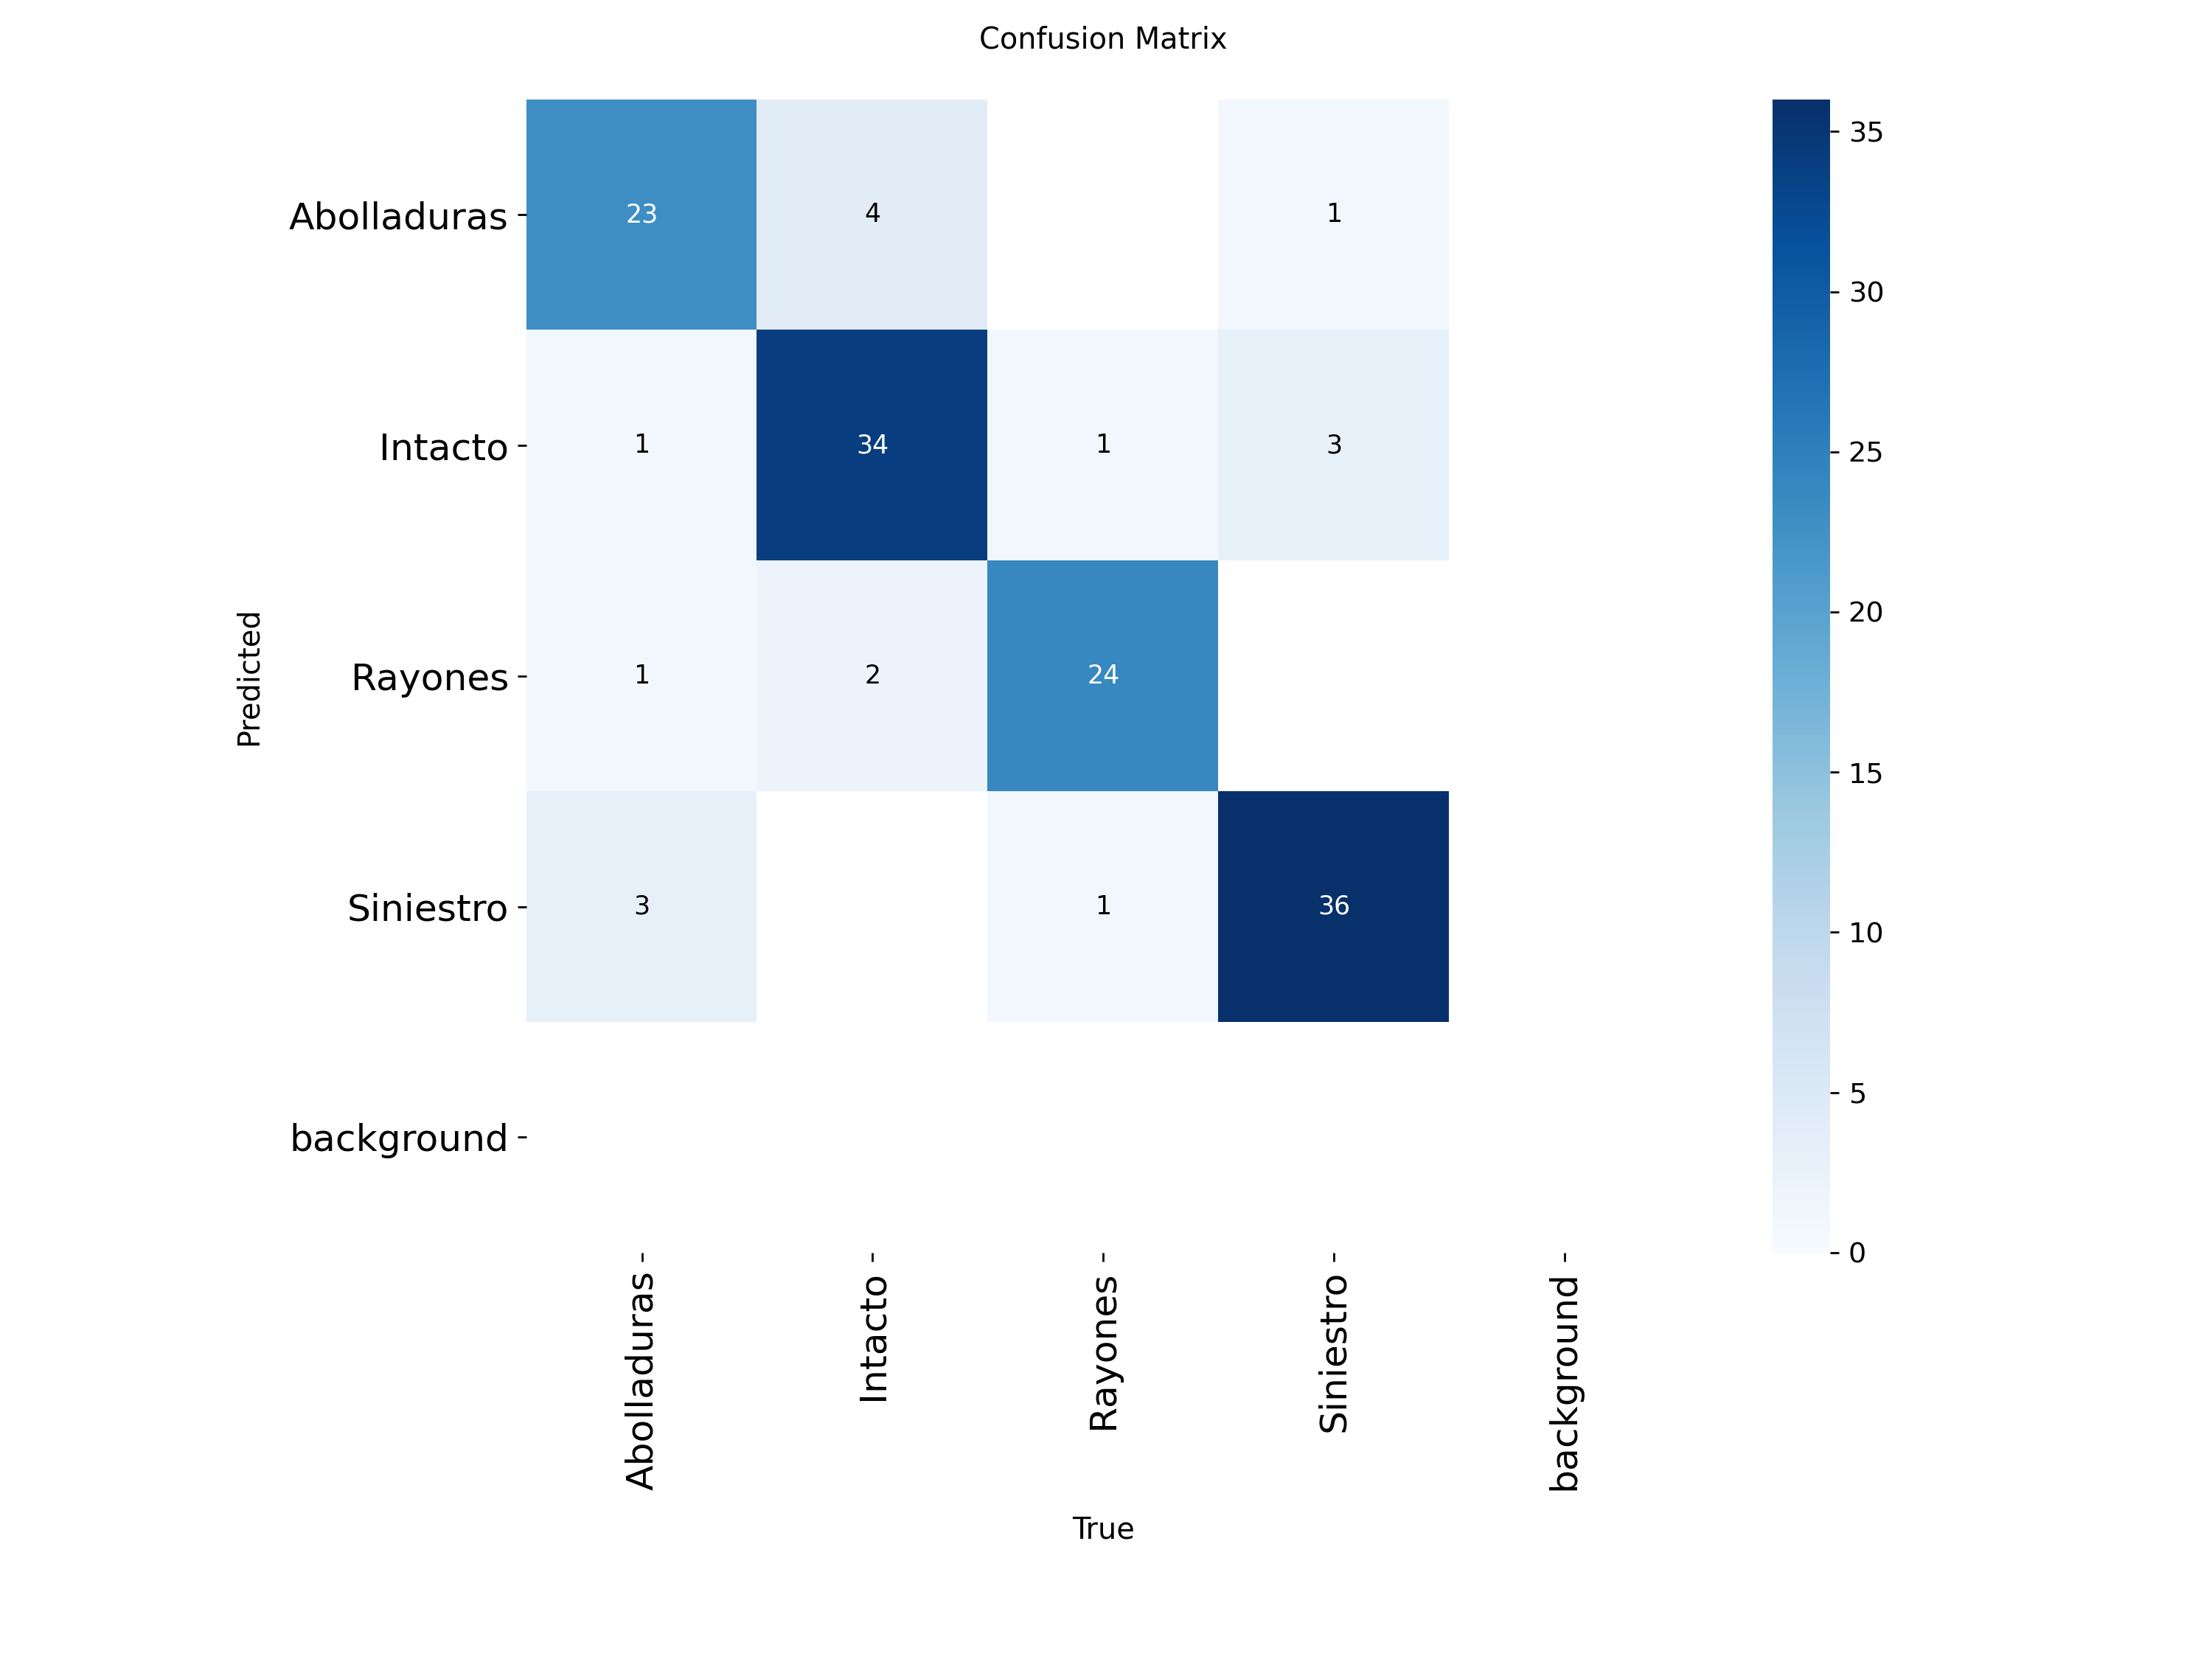 Confusion Matrix
Abolladuras
23 4 1
Intacto
1 34 1 3
Rayones
1 2 24
Siniestro
3 1 36
background
Predicted
Abolladuras
Intacto
Rayones
Siniestro
background
True
35
30
25
20
15
10
5
0